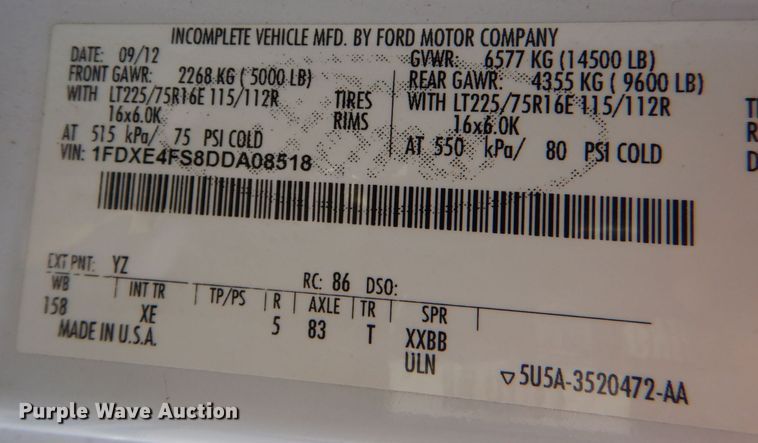 INCOMPLETE VEHICLE MFD. BY FORD MOTOR COMPANY
DATE: 09/12 GVWR: 6577 KG (14500 LB)
FRONT GAWR: 2268 KG ( 5000 LB) REAR GAWR: 4355 KG ( 9600 LB)
WITH LT225/75R16E 115/112R TIRES WITH LT225/75R16E 115/112R
16x6.0K RIMS 16x6.0K
AT 515 kPa/ 75 PSI COLD AT 550 kPa/ 80 PSI COLD
VIN: 1FDXE4FS8DDA08518
EXT PNT: YZ RC: 86 DSO:
WB INT TR TP/PS R AXLE TR SPR
158 XE 5 83 T XXBB
MADE IN U.S.A. ULN
5U5A-3520472-AA
Purple Wave Auction